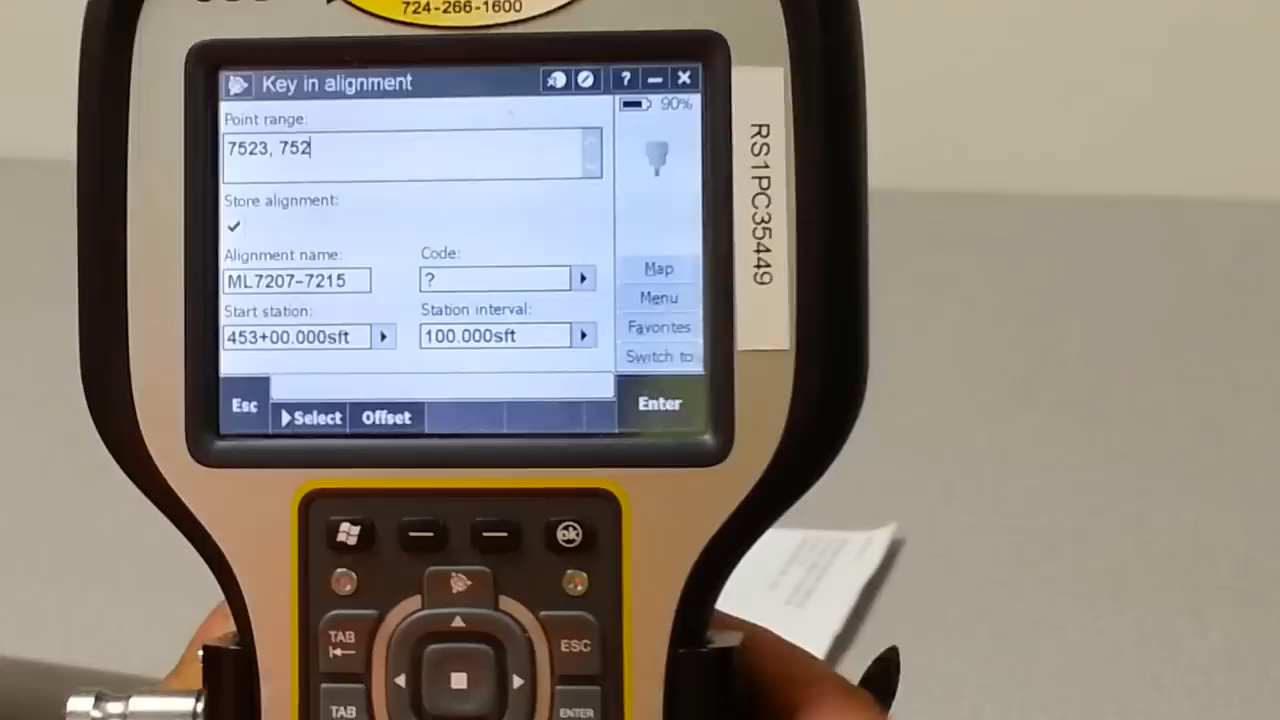 724-266-1600
Key in alignment
?
90%
Point range:
7523, 752
Store alignment:
Alignment name:
Code:
ML7207-7215
?
Start station:
Station interval:
453+00.000sft
100.000sft
Map
Menu
Favorites
Switch to
Esc
Select
Offset
Enter
RS1PC35449
ok
TAB
ESC
TAB
ENTER